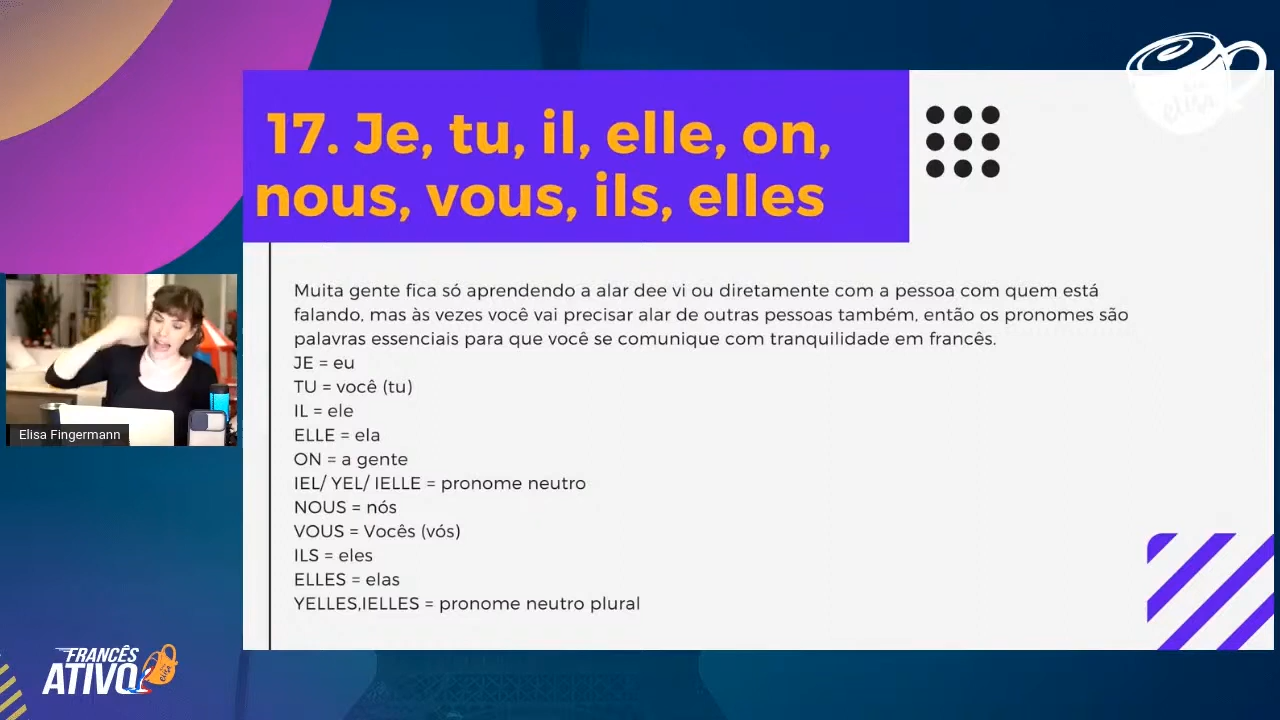 17. Je, tu, il, elle, on,
nous, vous, ils, elles
Muita gente fica só aprendendo a alar dee vi ou diretamente com a pessoa com quem está
falando, mas às vezes você vai precisar alar de outras pessoas também, então os pronomes são
palavras essenciais para que você se comunique com tranquilidade em francês.
JE = eu
TU = você (tu)
IL = ele
ELLE = ela
ON = a gente
IEL/ YEL/ IELLE = pronome neutro
NOUS = nós
VOUS = Vocês (vós)
ILS = eles
ELLES = elas
YELLES,IELLES = pronome neutro plural
Elisa Fingermann
FRANCÊS
ATIVO
elisa